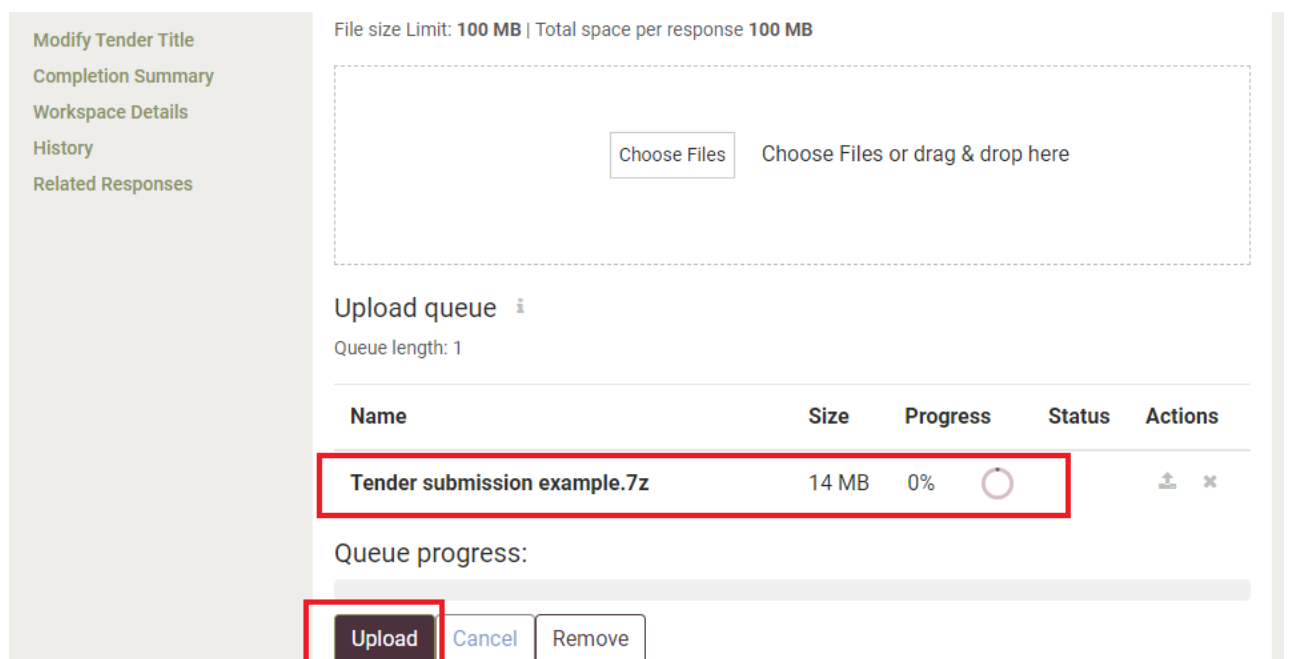 Modify Tender Title
Completion Summary
Workspace Details
History
Related Responses
File size Limit: 100 MB | Total space per response 100 MB
Choose Files Choose Files or drag & drop here
Upload queue i
Queue length: 1
Name Size Progress Status Actions
Tender submission example.7z 14 MB 0%
Queue progress:
Upload Cancel Remove